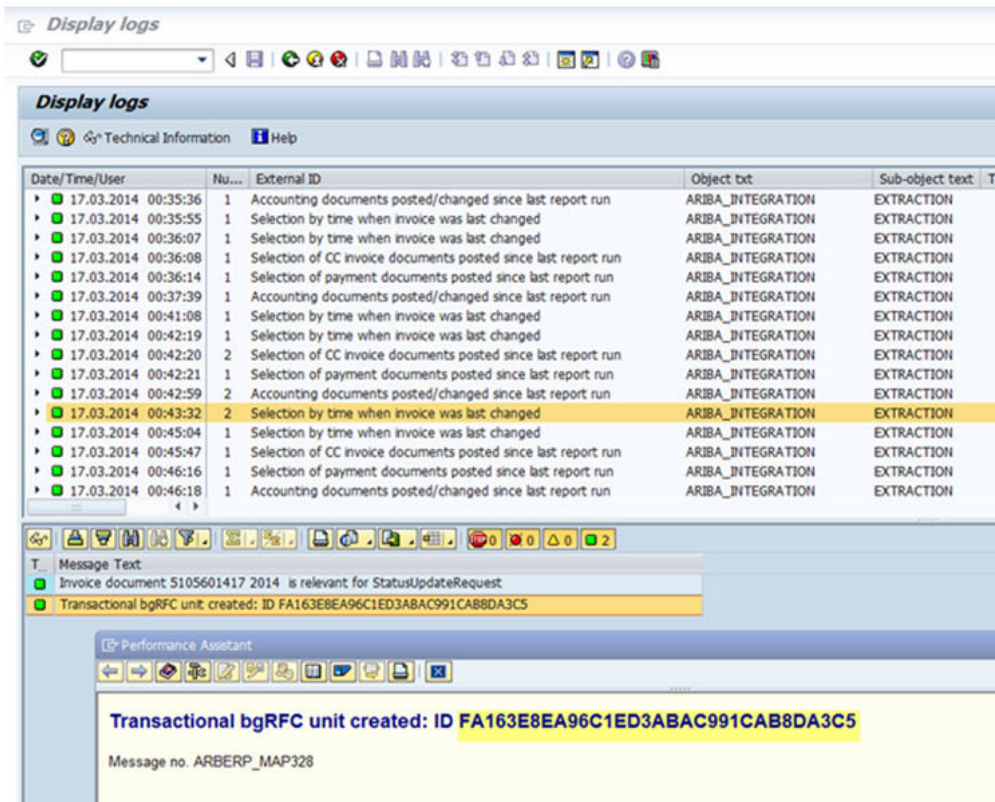 Display logs
Display logs
Technical Information Help
Date/Time/User Nu... External ID Object txt Sub-object text T
17.03.2014 00:35:36 1 Accounting documents posted/changed since last report run ARIBA_INTEGRATION EXTRACTION
17.03.2014 00:35:55 1 Selection by time when invoice was last changed ARIBA_INTEGRATION EXTRACTION
17.03.2014 00:36:07 1 Selection by time when invoice was last changed ARIBA_INTEGRATION EXTRACTION
17.03.2014 00:36:08 1 Selection of CC invoice documents posted since last report run ARIBA_INTEGRATION EXTRACTION
17.03.2014 00:36:14 1 Selection of payment documents posted since last report run ARIBA_INTEGRATION EXTRACTION
17.03.2014 00:37:39 1 Accounting documents posted/changed since last report run ARIBA_INTEGRATION EXTRACTION
17.03.2014 00:41:08 1 Selection by time when invoice was last changed ARIBA_INTEGRATION EXTRACTION
17.03.2014 00:42:19 1 Selection by time when invoice was last changed ARIBA_INTEGRATION EXTRACTION
17.03.2014 00:42:20 2 Selection of CC invoice documents posted since last report run ARIBA_INTEGRATION EXTRACTION
17.03.2014 00:42:21 1 Selection of payment documents posted since last report run ARIBA_INTEGRATION EXTRACTION
17.03.2014 00:42:59 2 Accounting documents posted/changed since last report run ARIBA_INTEGRATION EXTRACTION
17.03.2014 00:43:32 2 Selection by time when invoice was last changed ARIBA_INTEGRATION EXTRACTION
17.03.2014 00:45:04 1 Selection by time when invoice was last changed ARIBA_INTEGRATION EXTRACTION
17.03.2014 00:45:47 1 Selection of CC invoice documents posted since last report run ARIBA_INTEGRATION EXTRACTION
17.03.2014 00:46:16 1 Selection of payment documents posted since last report run ARIBA_INTEGRATION EXTRACTION
17.03.2014 00:46:18 1 Accounting documents posted/changed since last report run ARIBA_INTEGRATION EXTRACTION
0 0 0 2
T... Message Text
Invoice document 5105601417 2014 is relevant for StatusUpdateRequest
Transactional bgRFC unit created: ID FA163E8EA96C1ED3ABAC991CAB8DA3C5
Performance Assistant
Transactional bgRFC unit created: ID FA163E8EA96C1ED3ABAC991CAB8DA3C5
Message no. ARBERP_MAP328